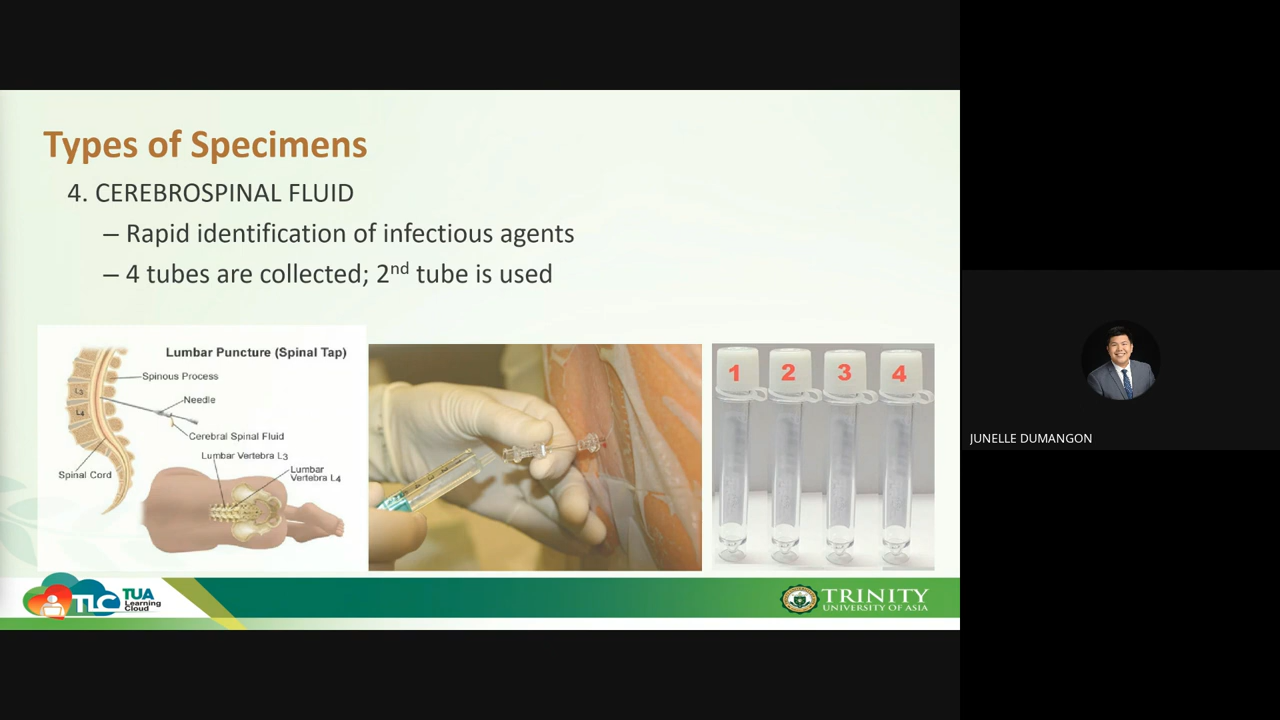 Types of Specimens
4. CEREBROSPINAL FLUID
– Rapid identification of infectious agents
– 4 tubes are collected; 2nd tube is used
Lumbar Puncture (Spinal Tap)
Spinous Process
L3
L4
Needle
Cerebral Spinal Fluid
Spinal Cord
Lumbar Vertebra L3
Lumbar
Vertebra L4
1 2 3 4
TLC
TUA
Learning
Cloud
TRINITY
UNIVERSITY OF ASIA
JUNELLE DUMANGON